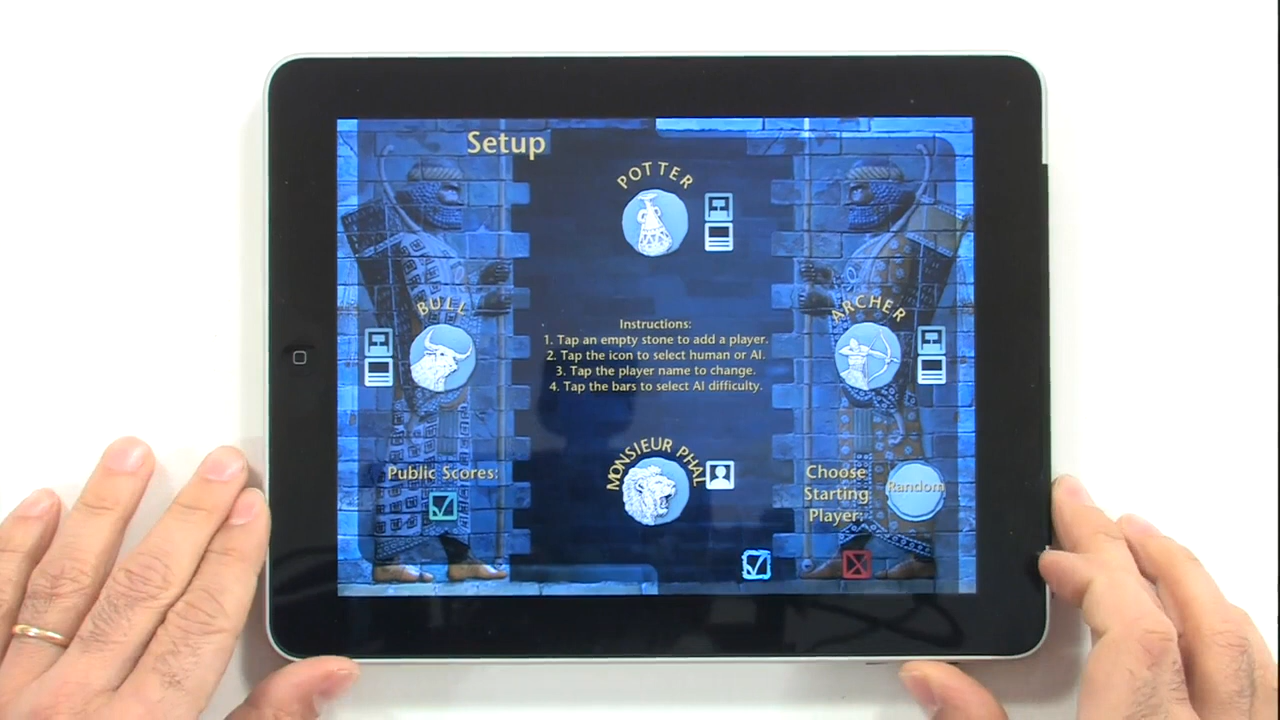 Setup
POTTER
BULL
ARCHER
Instructions:
1. Tap an empty stone to add a player.
2. Tap the icon to select human or AI.
3. Tap the player name to change.
4. Tap the bars to select AI difficulty.
MONSIEUR PHAL
Public Scores:
Choose
Starting
Player:
Random